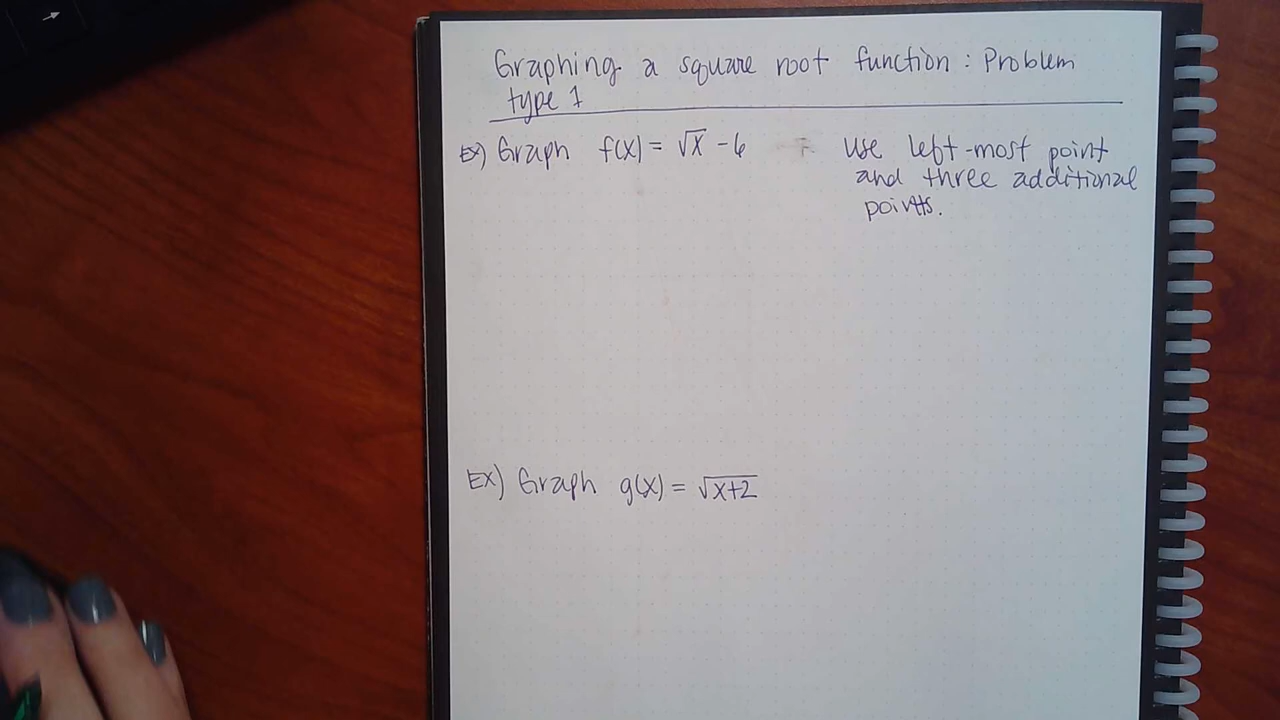 Graphing a square root function : Problem
type 1
Ex) Graph f(x) = √x - 6
Use left-most point
and three additional
points.
Ex) Graph g(x) = √x+2